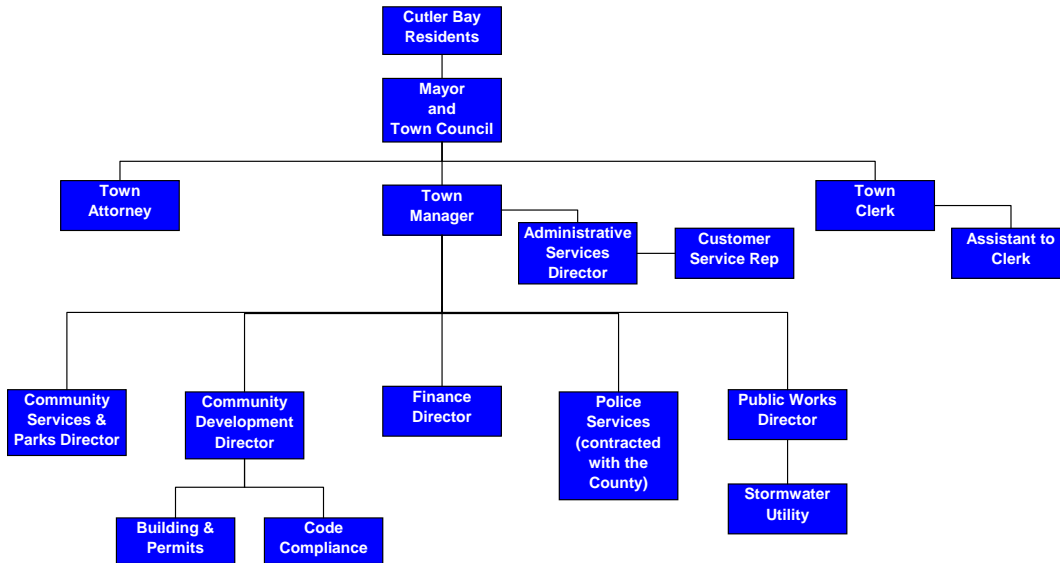 Cutler Bay
Residents
Mayor
and
Town Council
Town
Attorney
Town
Manager
Town
Clerk
Administrative
Services
Director
Customer
Service Rep
Assistant to
Clerk
Community
Services &
Parks Director
Community
Development
Director
Finance
Director
Police
Services
(contracted
with the
County)
Public Works
Director
Stormwater
Utility
Building &
Permits
Code
Compliance